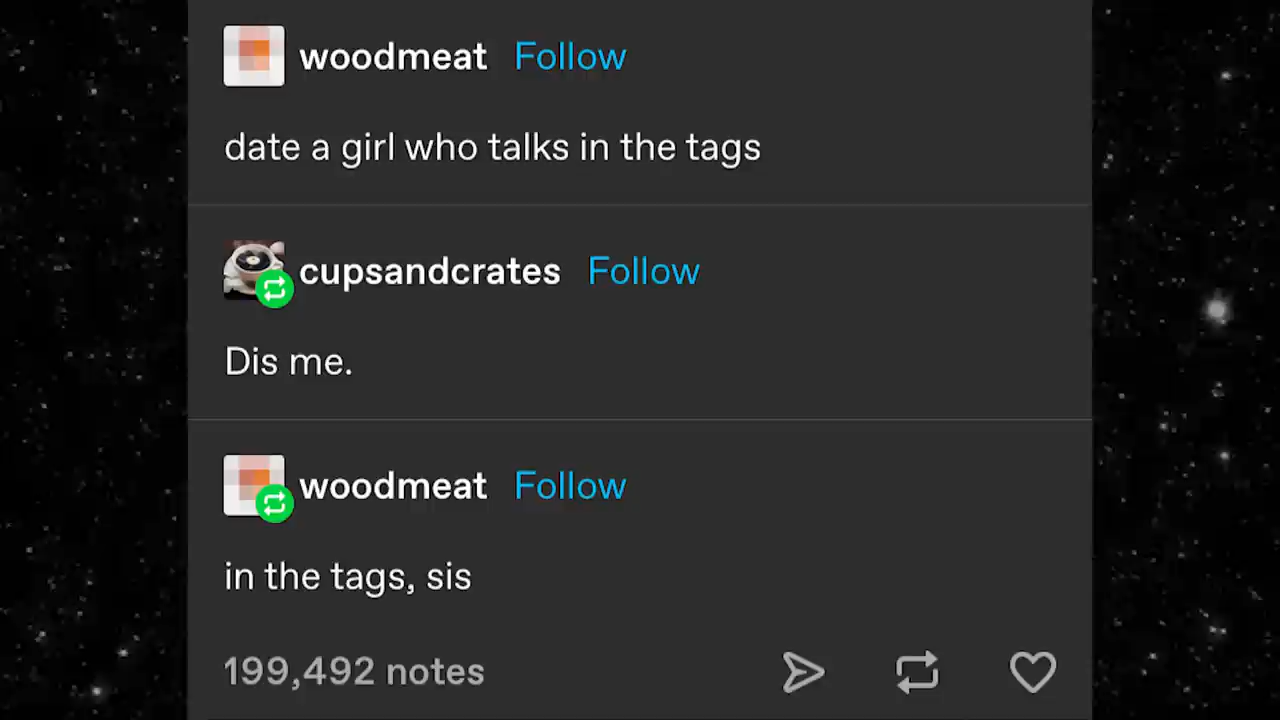 woodmeat Follow
date a girl who talks in the tags
cupsandcrates Follow
Dis me.
woodmeat Follow
in the tags, sis
199,492 notes